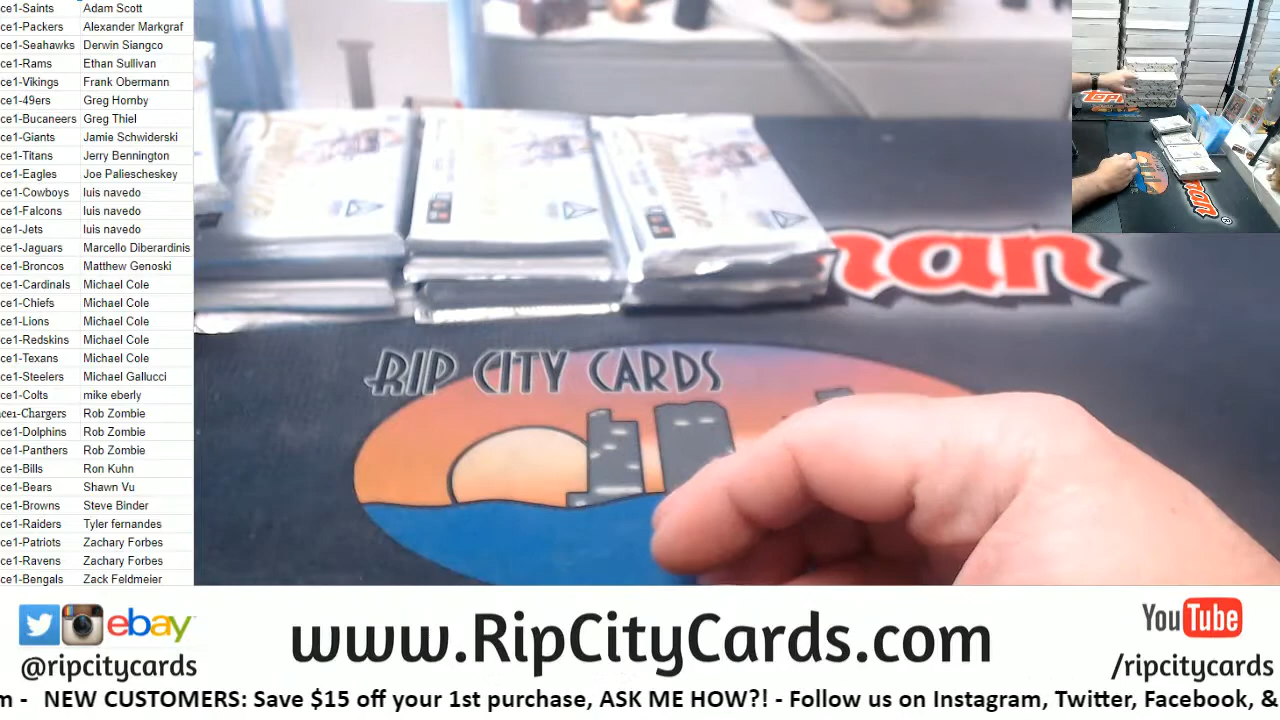 ce1-Saints Adam Scott
ce1-Packers Alexander Markgraf
ce1-Seahawks Derwin Siangco
ce1-Rams Ethan Sullivan
ce1-Vikings Frank Obermann
ce1-49ers Greg Hornby
ce1-Bucaneers Greg Thiel
ce1-Giants Jamie Schwiderski
ce1-Titans Jerry Bennington
ce1-Eagles Joe Paliescheskey
ce1-Cowboys luis navedo
ce1-Falcons luis navedo
ce1-Jets luis navedo
ce1-Jaguars Marcello Diberardinis
ce1-Broncos Matthew Genoski
ce1-Cardinals Michael Cole
ce1-Chiefs Michael Cole
ce1-Lions Michael Cole
ce1-Redskins Michael Cole
ce1-Texans Michael Cole
ce1-Steelers Michael Gallucci
ce1-Colts mike eberly
ace1-Chargers Rob Zombie
ce1-Dolphins Rob Zombie
ce1-Panthers Rob Zombie
ce1-Bills Ron Kuhn
ce1-Bears Shawn Vu
ce1-Browns Steve Binder
ce1-Raiders Tyler fernandes
ce1-Patriots Zachary Forbes
ce1-Ravens Zachary Forbes
ce1-Bengals Zack Feldmeier
nan
nan
®
RIP CITY CARDS
ebay
@ripcitycards
www.RipCityCards.com
YouTube
/ripcitycards
m - NEW CUSTOMERS: Save $15 off your 1st purchase, ASK ME HOW?! - Follow us on Instagram, Twitter, Facebook, &